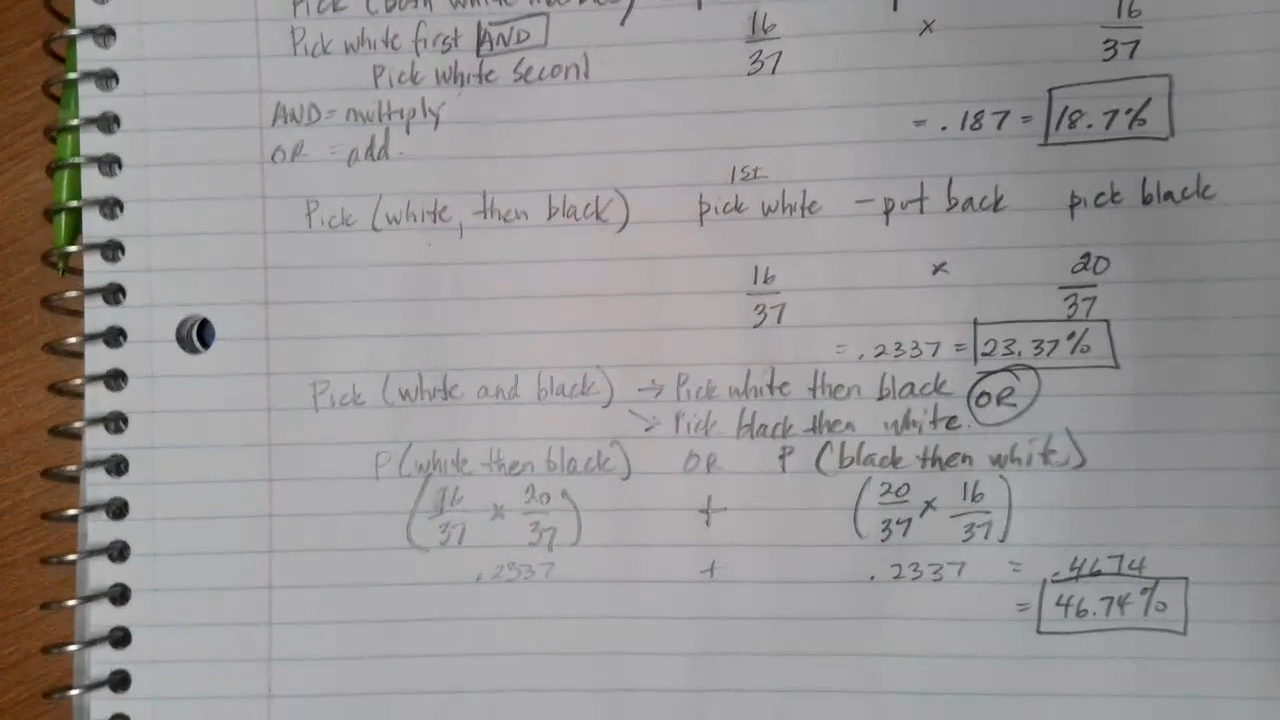 Pick (both white
Pick white first AND 16/37 x 16/37
Pick white second
AND = multiply = .187 = 18.7%
OR = add.
1st
Pick (white, then black) pick white - put back pick black
16/37 x 20/37
= .2337 = 23.37%
Pick (white and black) → Pick white then black OR
> Pick black then white.
P(white then black) OR P (black then white)
(16/37 x 20/37) + (20/37 x 16/37)
.2337 + .2337 = .4674
= 46.74%